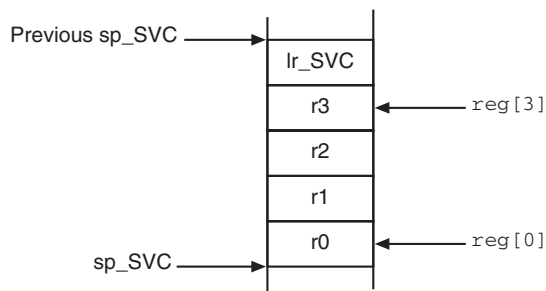 Previous sp_SVC
lr_SVC
r3
reg[3]
r2
r1
r0
reg[0]
sp_SVC